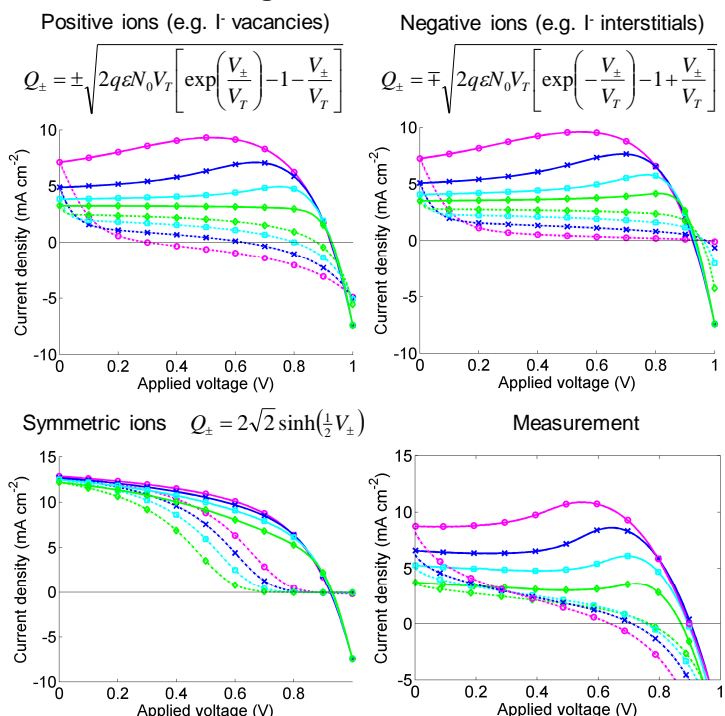 Positive ions (e.g. I⁻ vacancies)
Q± = ±√(2qεN₀V_T[exp(V±/V_T) − 1 − V±/V_T])
10
5
0
-5
-10
0 0.2 0.4 0.6 0.8 1
Applied voltage (V)
Current density (mA cm⁻²)
Negative ions (e.g. I⁻ interstitials)
Q± = ∓√(2qεN₀V_T[exp(−V±/V_T) − 1 + V±/V_T])
10
5
0
-5
-10
0 0.2 0.4 0.6 0.8 1
Applied voltage (V)
Current density (mA cm⁻²)
Symmetric ions Q± = 2√2 sinh(½V±)
15
10
5
0
-5
-10
0 0.2 0.4 0.6 0.8 1
Applied voltage (V)
Current density (mA cm⁻²)
Measurement
15
10
5
0
-5
0 0.2 0.4 0.6 0.8 1
Applied voltage (V)
Current density (mA cm⁻²)